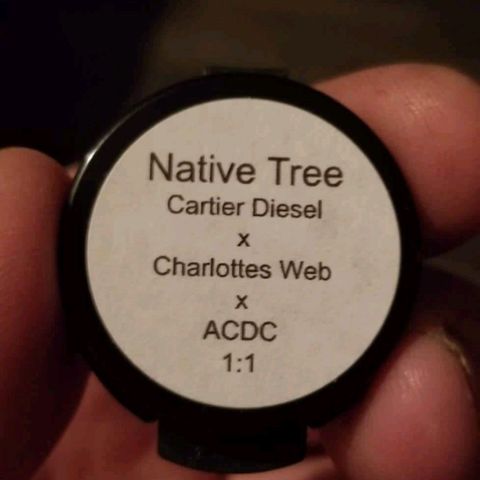 Native Tree
Cartier Diesel
x
Charlottes Web
x
ACDC
1:1